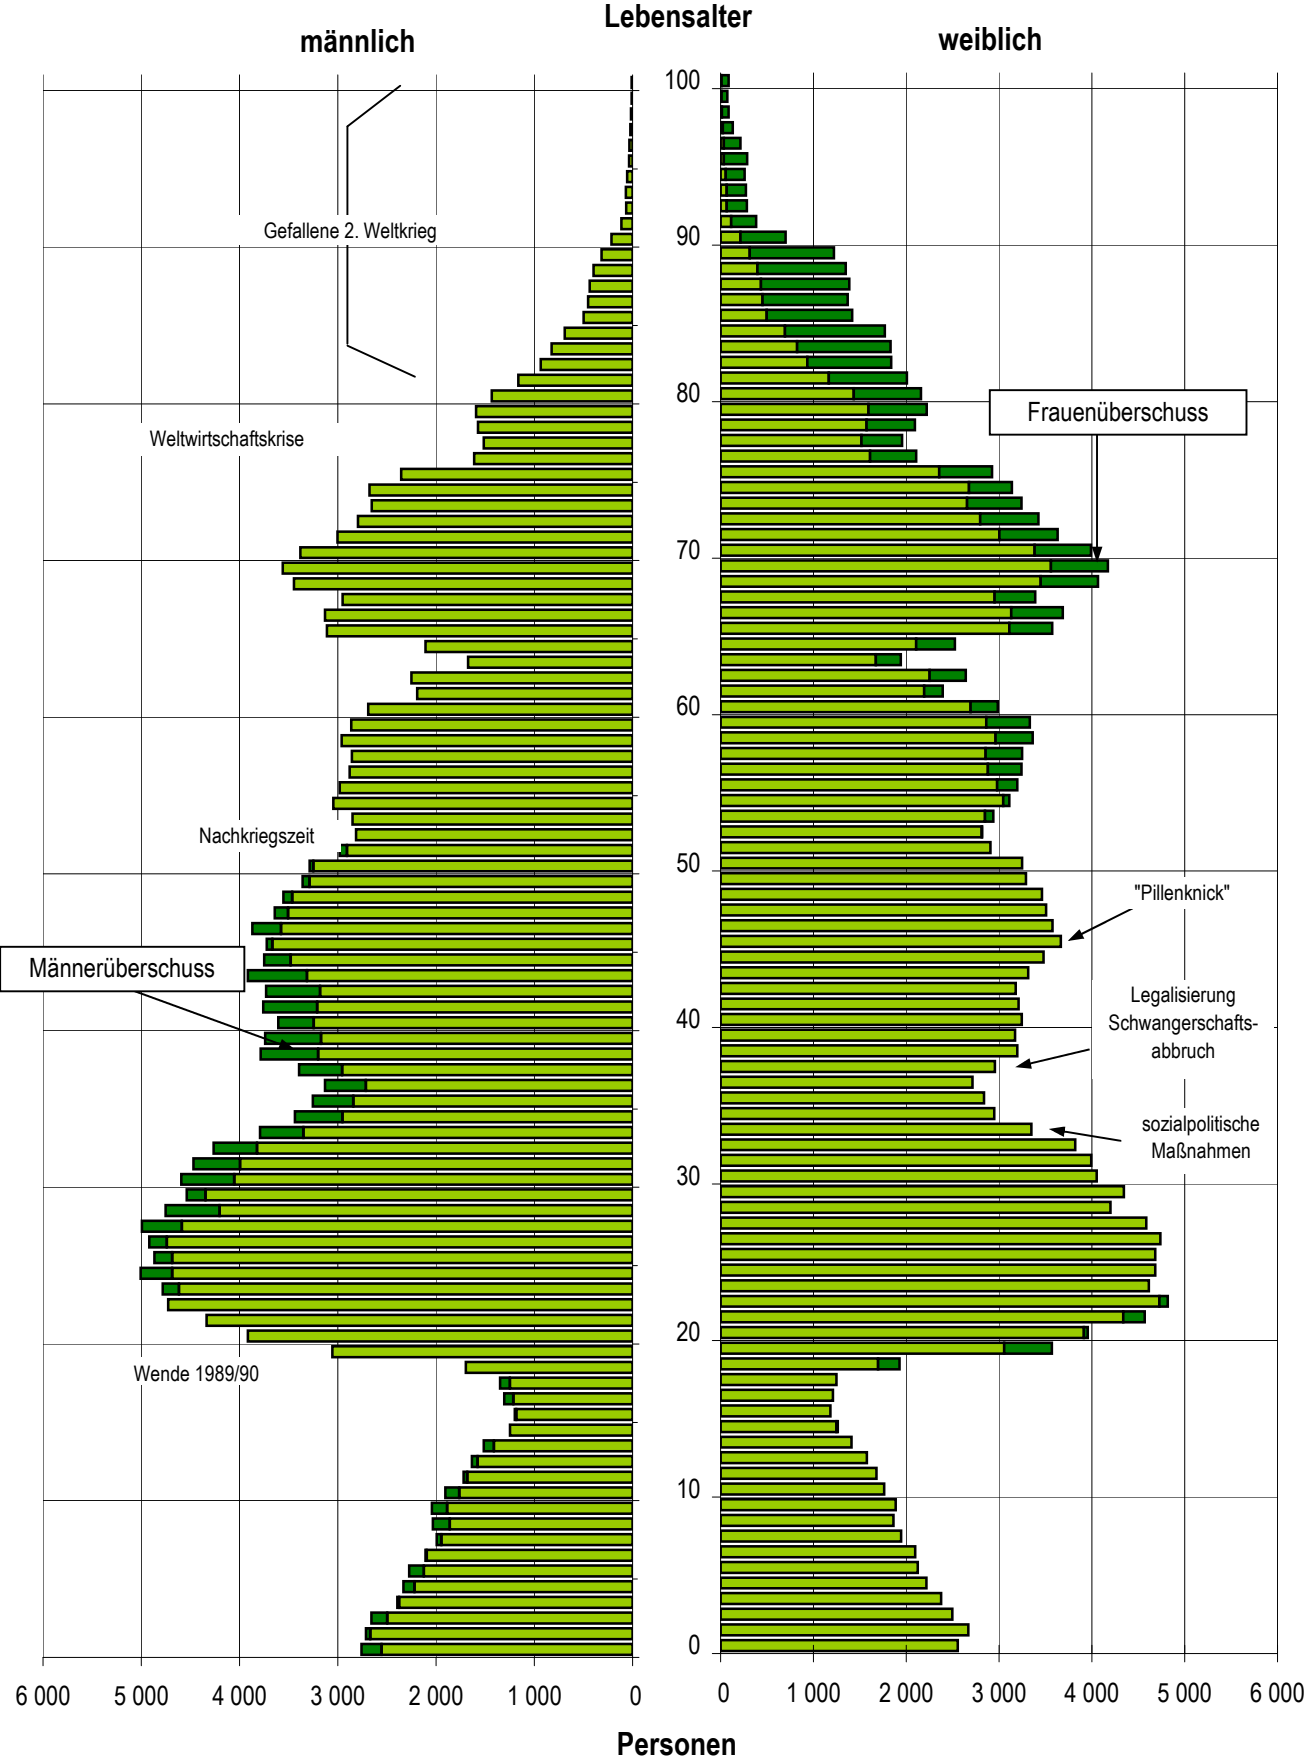 Lebensalter
männlich
weiblich
100
90
80
70
60
50
40
30
20
10
0
Gefallene 2. Weltkrieg
Weltwirtschaftskrise
Frauenüberschuss
Nachkriegszeit
"Pillenknick"
Männerüberschuss
Legalisierung
Schwangerschafts-
abbruch
sozialpolitische
Maßnahmen
Wende 1989/90
6 000 5 000 4 000 3 000 2 000 1 000 0
0 1 000 2 000 3 000 4 000 5 000 6 000
Personen